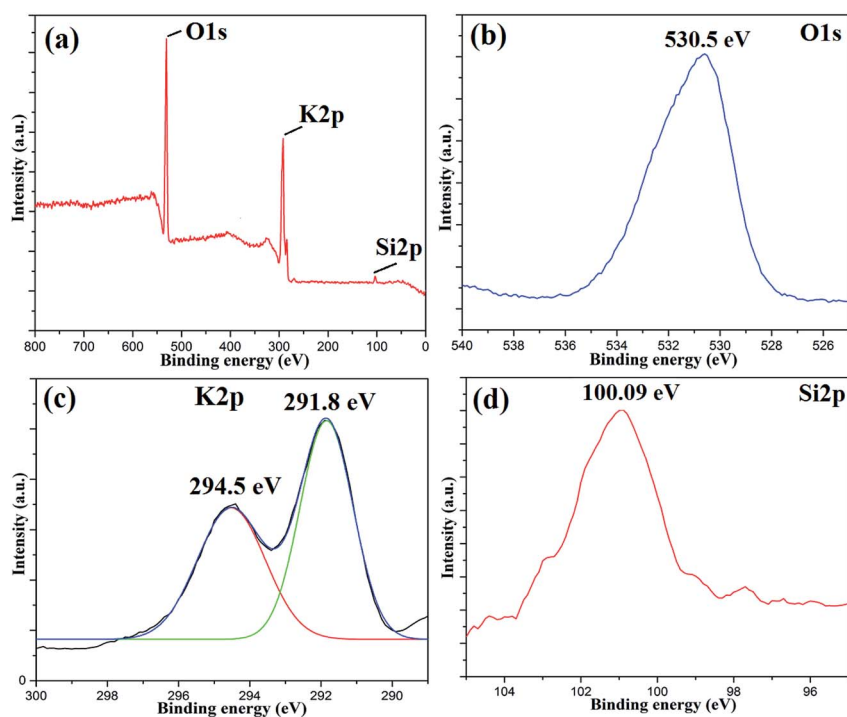 (a)
O1s
K2p
Si2p
Intensity (a.u.)
800 700 600 500 400 300 200 100 0
Binding energy (eV)
(b)
530.5 eV
O1s
Intensity (a.u.)
540 538 536 534 532 530 528 526
Binding energy (eV)
(c)
K2p
291.8 eV
294.5 eV
Intensity (a.u.)
0
300 298 296 294 292 290
Binding energy (eV)
(d)
100.09 eV
Si2p
Intensity (a.u.)
104 102 100 98 96
Binding energy (eV)